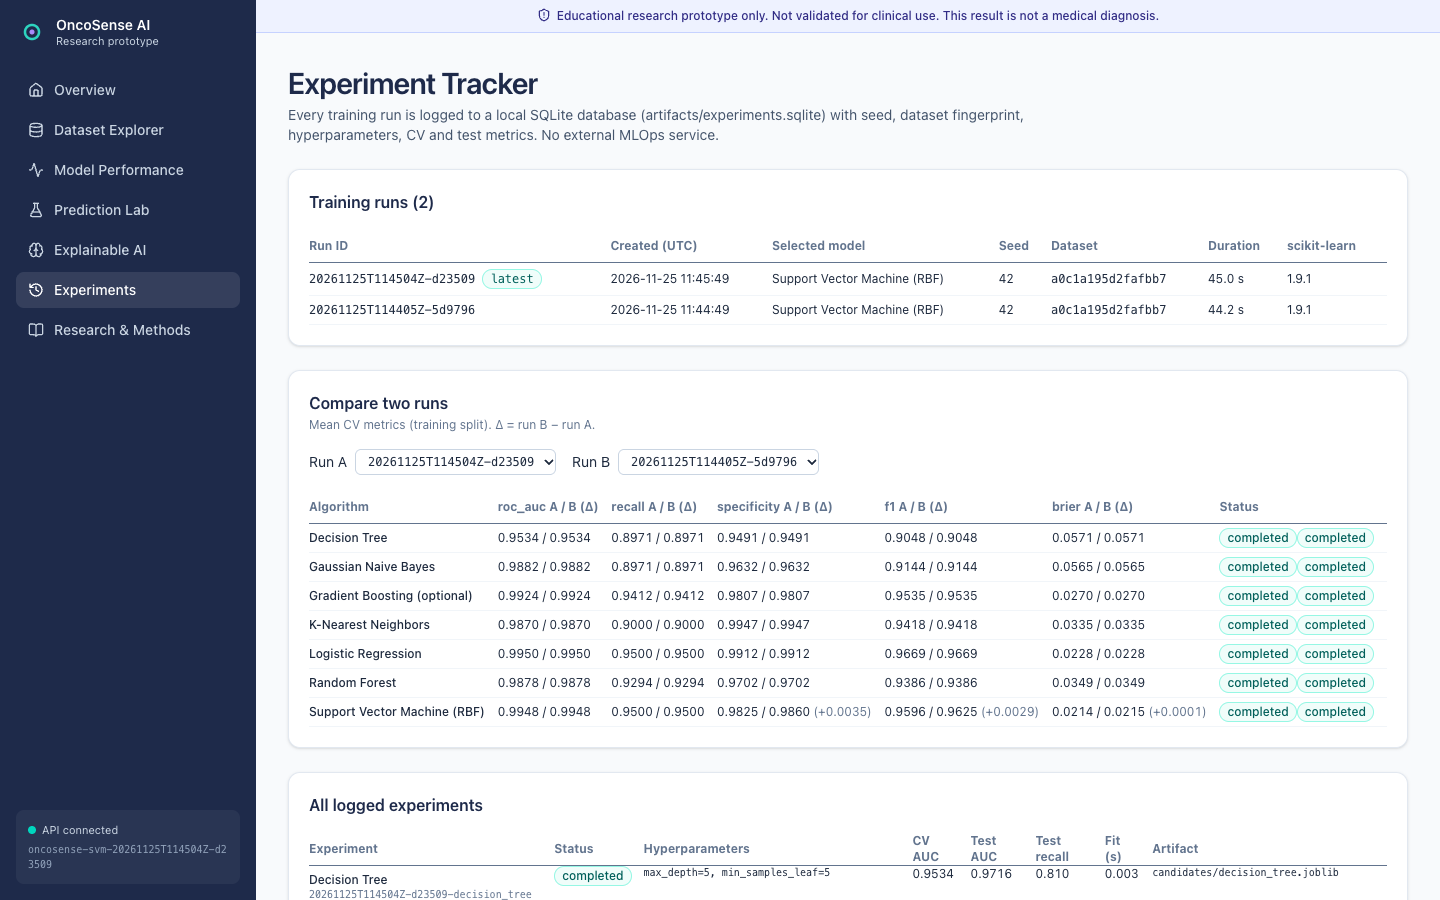 OncoSense AI
Research prototype
Overview
Dataset Explorer
Model Performance
Prediction Lab
Explainable AI
Experiments
Research & Methods
API connected
oncosense-svm-20261125T114504Z-d2
3509
Educational research prototype only. Not validated for clinical use. This result is not a medical diagnosis.
Experiment Tracker
Every training run is logged to a local SQLite database (artifacts/experiments.sqlite) with seed, dataset fingerprint,
hyperparameters, CV and test metrics. No external MLOps service.
Training runs (2)
Run ID Created (UTC) Selected model Seed Dataset Duration scikit-learn
20261125T114504Z-d23509 latest 2026-11-25 11:45:49 Support Vector Machine (RBF) 42 a0c1a195d2fafbb7 45.0 s 1.9.1
20261125T114405Z-5d9796 2026-11-25 11:44:49 Support Vector Machine (RBF) 42 a0c1a195d2fafbb7 44.2 s 1.9.1
Compare two runs
Mean CV metrics (training split). Δ = run B − run A.
Run A 20261125T114504Z-d23509 Run B 20261125T114405Z-5d9796
Algorithm roc_auc A / B (Δ) recall A / B (Δ) specificity A / B (Δ) f1 A / B (Δ) brier A / B (Δ) Status
Decision Tree 0.9534 / 0.9534 0.8971 / 0.8971 0.9491 / 0.9491 0.9048 / 0.9048 0.0571 / 0.0571 completed completed
Gaussian Naive Bayes 0.9882 / 0.9882 0.8971 / 0.8971 0.9632 / 0.9632 0.9144 / 0.9144 0.0565 / 0.0565 completed completed
Gradient Boosting (optional) 0.9924 / 0.9924 0.9412 / 0.9412 0.9807 / 0.9807 0.9535 / 0.9535 0.0270 / 0.0270 completed completed
K-Nearest Neighbors 0.9870 / 0.9870 0.9000 / 0.9000 0.9947 / 0.9947 0.9418 / 0.9418 0.0335 / 0.0335 completed completed
Logistic Regression 0.9950 / 0.9950 0.9500 / 0.9500 0.9912 / 0.9912 0.9669 / 0.9669 0.0228 / 0.0228 completed completed
Random Forest 0.9878 / 0.9878 0.9294 / 0.9294 0.9702 / 0.9702 0.9386 / 0.9386 0.0349 / 0.0349 completed completed
Support Vector Machine (RBF) 0.9948 / 0.9948 0.9500 / 0.9500 0.9825 / 0.9860 (+0.0035) 0.9596 / 0.9625 (+0.0029) 0.0214 / 0.0215 (+0.0001) completed completed
All logged experiments
Experiment Status Hyperparameters CV AUC Test AUC Test recall Fit (s) Artifact
Decision Tree completed max_depth=5, min_samples_leaf=5 0.9534 0.9716 0.810 0.003 candidates/decision_tree.joblib
20261125T114504Z-d23509-decision_tree